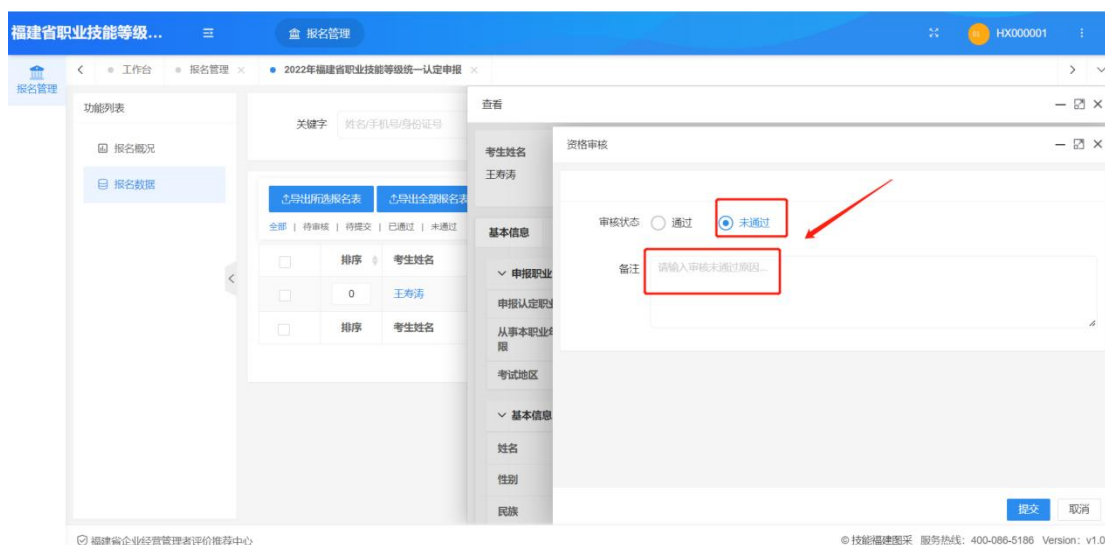 福建省职业技能等级...
报名管理
HX000001
报名管理
工作台
报名管理
2022年福建省职业技能等级统一认定申报
功能列表
报名概况
报名数据
关键字
姓名/手机号/身份证号
导出所选报名表
导出全部报名表
全部 | 待审核 | 待提交 | 已通过 | 未通过
排序
考生姓名
0
王寿涛
排序
考生姓名
查看
考生姓名
王寿涛
基本信息
申报职业
申报认定职业
从事本职业年
限
考试地区
基本信息
姓名
性别
民族
资格审核
审核状态
通过
未通过
备注
请输入审核未通过原因...
提交
取消
福建省企业经营管理者评价推荐中心
© 技能福建图采 服务热线：400-086-5186 Version：v1.0